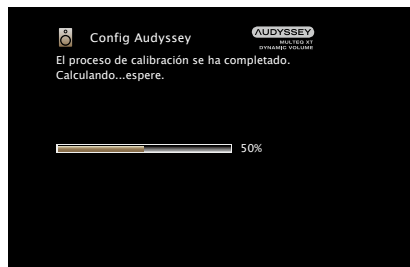 Config Audyssey
AUDYSSEY
MULTEQ XT
DYNAMIC VOLUME
El proceso de calibración se ha completado.
Calculando...espere.
50%